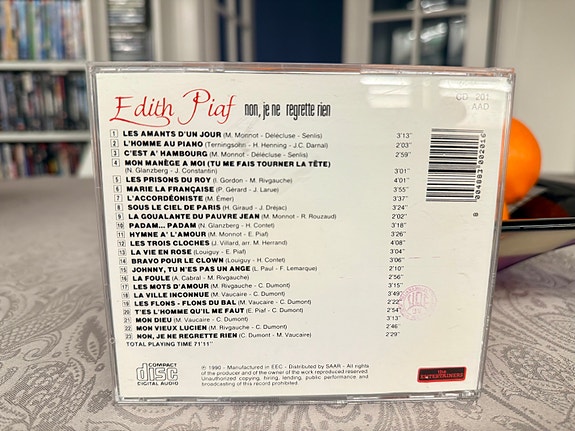 Edith Piaf non, je ne regrette rien
CD 201
AAD
1 LES AMANTS D'UN JOUR (M. Monnot - Delécluse - Senlis) 3'13"
2 L'HOMME AU PIANO (Terningsohn - H. Henning - J.C. Darnal) 2'03"
3 C'EST A' HAMBOURG (M. Monnot - Delécluse - Senlis) 2'59"
4 MON MANÈGE A MOI (TU ME FAIS TOURNER LA TÊTE)
(N. Glanzberg - J. Constantin) 3'01"
5 LES PRISONS DU ROY (I. Gordon - M. Rivgauche) 4'01"
6 MARIE LA FRANÇAISE (P. Gérard - J. Larue) 3'55"
7 L'ACCORDÉONISTE (M. Emer) 3'37"
8 SOUS LE CIEL DE PARIS (H. Giraud - J. Dréjac) 3'24"
9 LA GOUALANTE DU PAUVRE JEAN (M. Monnot - R. Rouzaud) 2'02"
10 PADAM... PADAM (N. Glanzberg - H. Contet) 3'18"
11 HYMNE A' L'AMOUR (M. Monnot - E. Piaf) 3'26"
12 LES TROIS CLOCHES (J. Villard, arr. M. Herrand) 4'08"
13 LA VIE EN ROSE (Louiguy - E. Piaf) 3'04"
14 BRAVO POUR LE CLOWN (Louiguy - H. Contet) 3'06"
15 JOHNNY, TU N'ES PAS UN ANGE (L. Paul - F. Lemarque) 2'10"
16 LA FOULE (A. Cabral - M. Rivgauche) 2'56"
17 LES MOTS D'AMOUR (M. Rivgauche - C. Dumont) 3'15"
18 LA VILLE INCONNUE (M. Vaucaire - C. Dumont) 3'49"
19 LES FLONS - FLONS DU BAL (M. Vaucaire - C. Dumont) 2'22"
20 T'ES L'HOMME QU'IL ME FAUT (E. Piaf - C. Dumont) 2'54"
21 MON DIEU (M. Vaucaire - C. Dumont) 3'13"
22 MON VIEUX LUCIEN (M. Rivgauche - C. Dumont) 2'46"
23 NON, JE NE REGRETTE RIEN (C. Dumont - M. Vaucaire) 2'29"
TOTAL PLAYING TIME 71'11"
8 004883 002016
COMPACT
disc
DIGITAL AUDIO
℗ 1990 - Manufactured in EEC - Distributed by SAAR - All rights
of the producer and of the owner of the work reproduced reserved.
Unauthorized copying, hiring, lending, public performance and
broadcasting of this record prohibited.
the
ENTERTAINERS